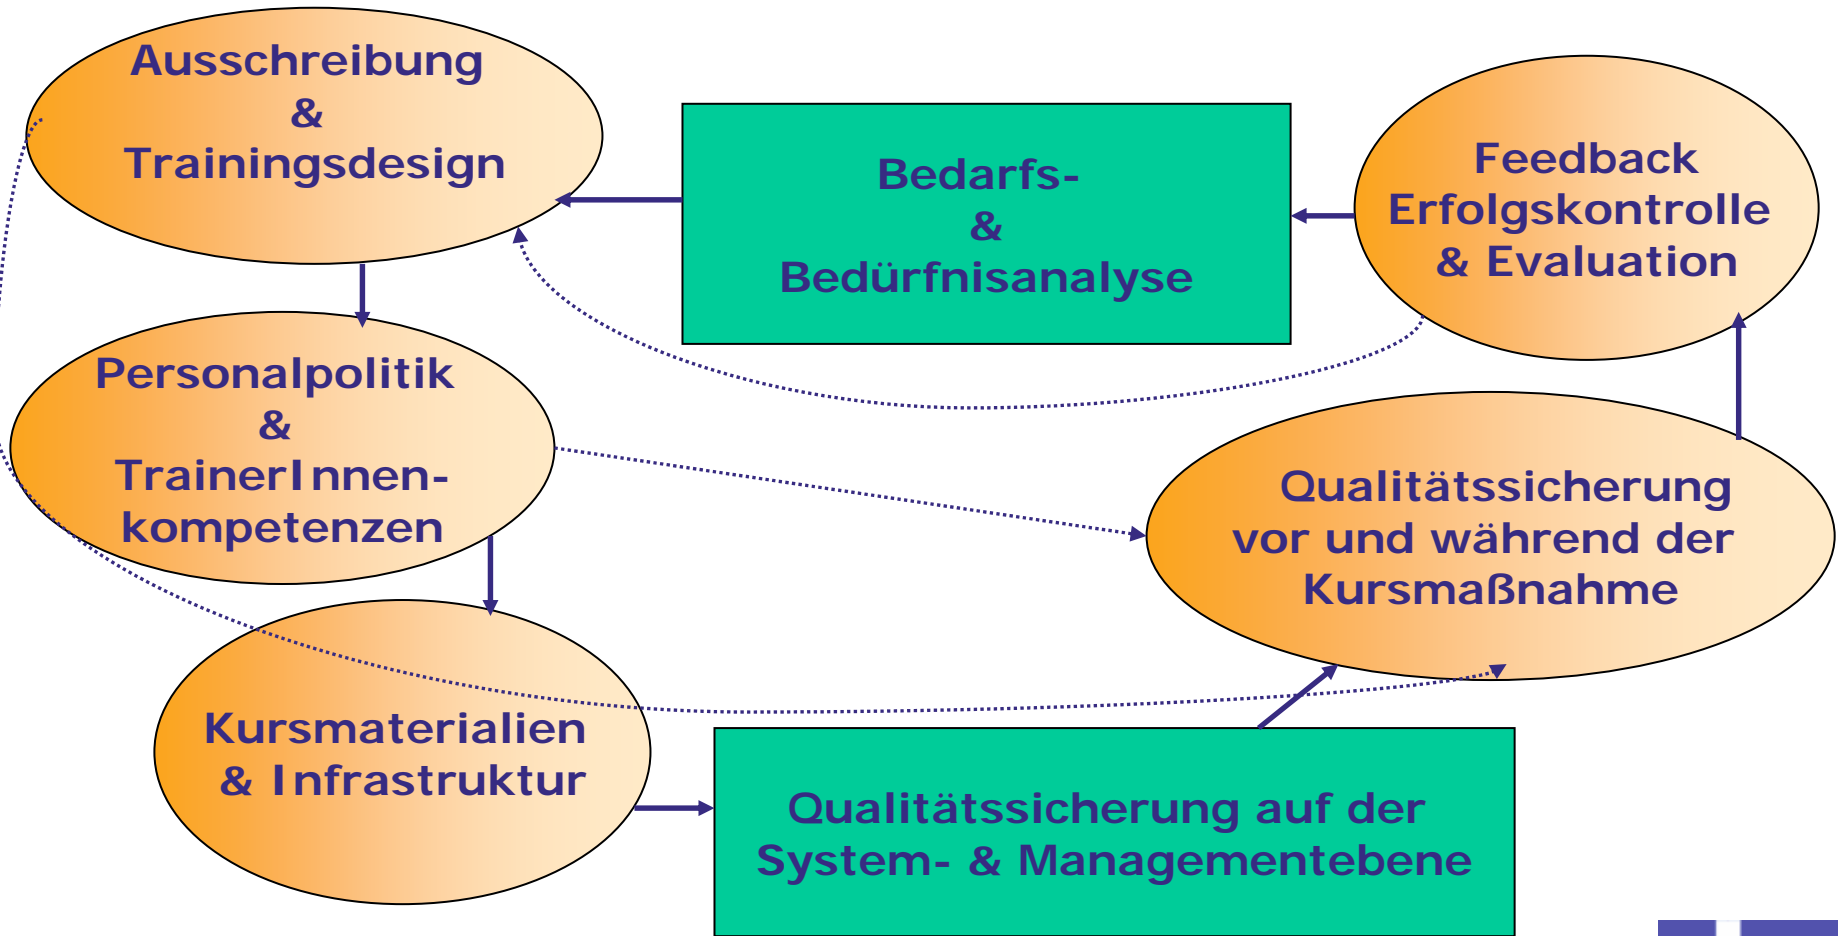 Ausschreibung
&
Trainingsdesign
Bedarfs-
&
Bedürfnisanalyse
Feedback
Erfolgskontrolle
& Evaluation
Personalpolitik
&
TrainerInnen-
kompetenzen
Qualitätssicherung
vor und während der
Kursmaßnahme
Kursmaterialien
& Infrastruktur
Qualitätssicherung auf der
System- & Managementebene